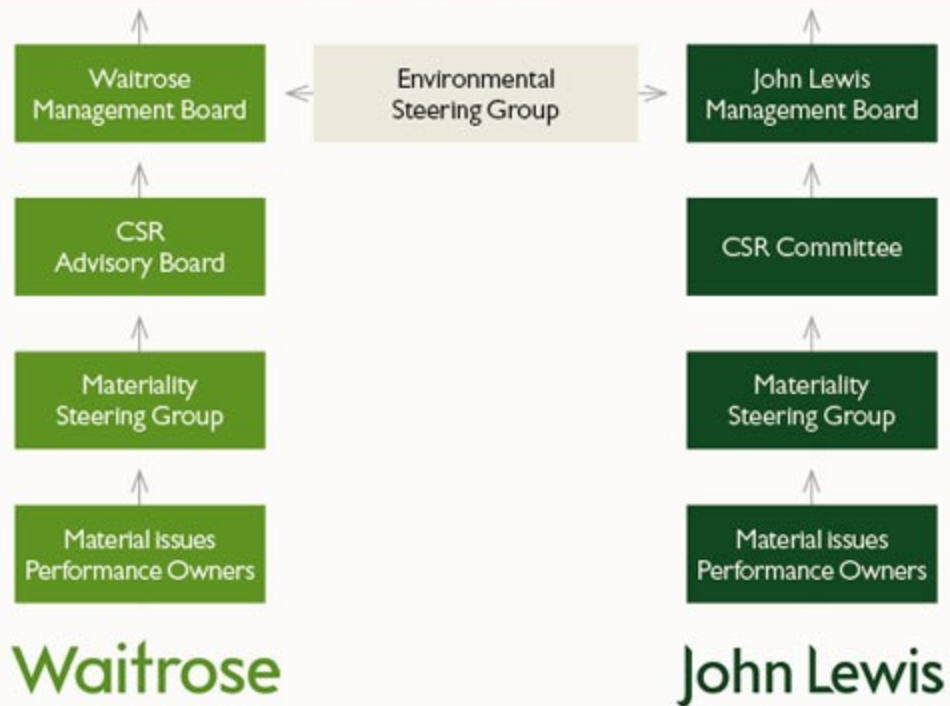 Waitrose
Management Board
Environmental
Steering Group
John Lewis
Management Board
CSR
Advisory Board
CSR Committee
Materiality
Steering Group
Materiality
Steering Group
Material issues
Performance Owners
Material issues
Performance Owners
Waitrose
John Lewis